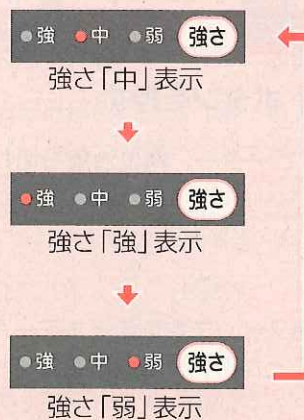 強 中 弱 強さ
強さ「中」表示
強 中 弱 強さ
強さ「強」表示
強 中 弱 強さ
強さ「弱」表示